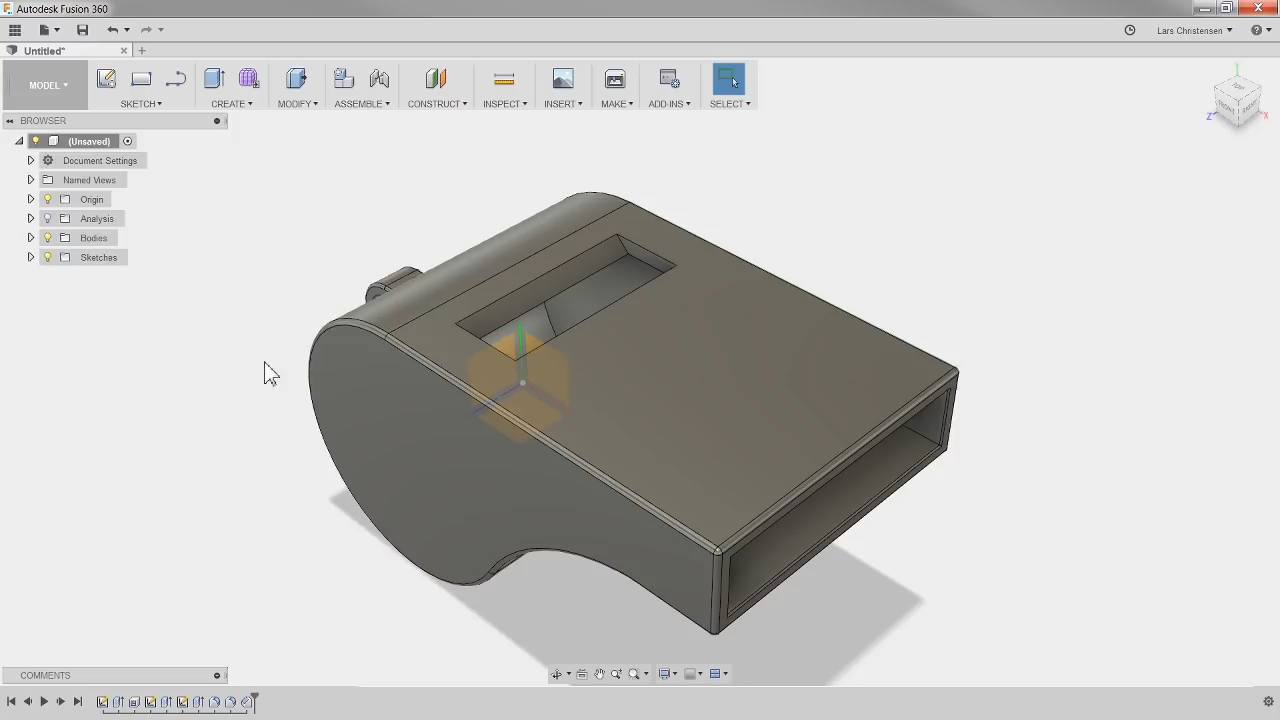 Autodesk Fusion 360
Lars Christensen
Untitled*
MODEL
SKETCH
CREATE
MODIFY
ASSEMBLE
CONSTRUCT
INSPECT
INSERT
MAKE
ADD-INS
SELECT
BROWSER
(Unsaved)
Document Settings
Named Views
Origin
Analysis
Bodies
Sketches
Z
X
COMMENTS